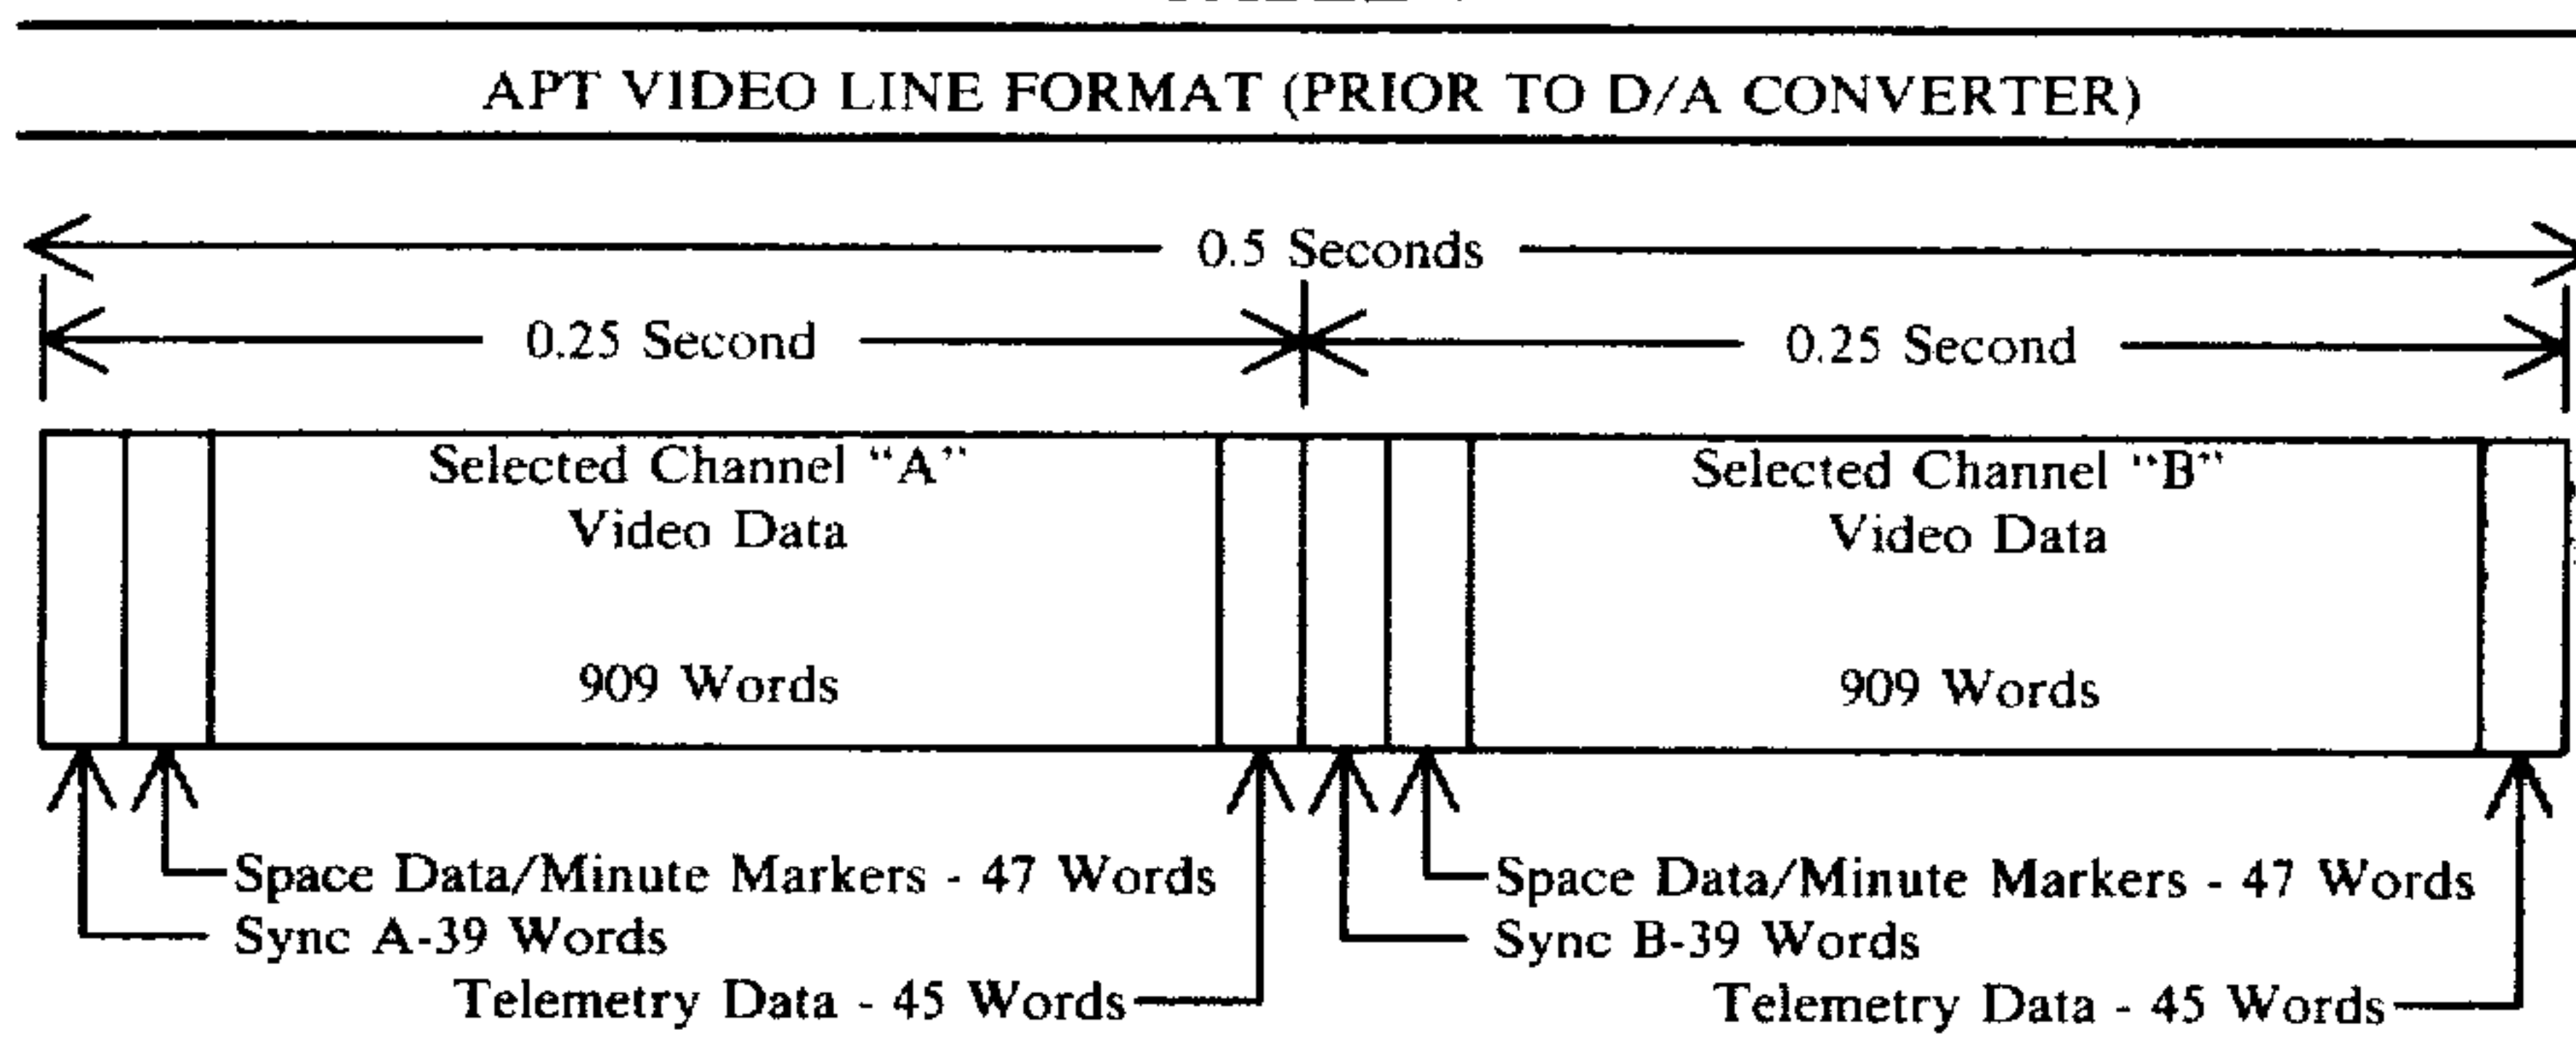 APT VIDEO LINE FORMAT (PRIOR TO D/A CONVERTER)
0.5 Seconds
0.25 Second
0.25 Second
Selected Channel "A"
Video Data
909 Words
Selected Channel "B"
Video Data
909 Words
Space Data/Minute Markers - 47 Words
Sync A-39 Words
Telemetry Data - 45 Words
Space Data/Minute Markers - 47 Words
Sync B-39 Words
Telemetry Data - 45 Words